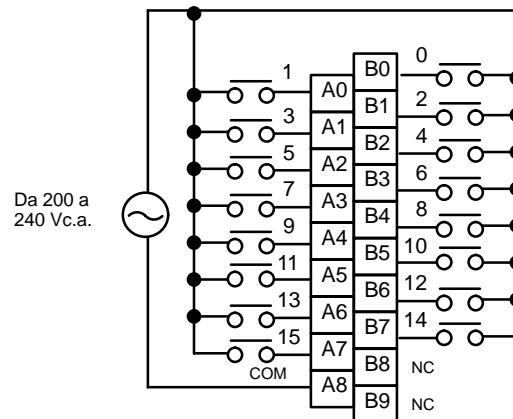 0
1 B0
A0 B1 2
3
A1 B2 4
5
A2 B3 6
7
Da 200 a
240 Vc.a.
A3 B4 8
9
A4 B5 10
11
A5 B6 12
13
A6 B7 14
15
A7 B8 NC
COM
A8 B9 NC